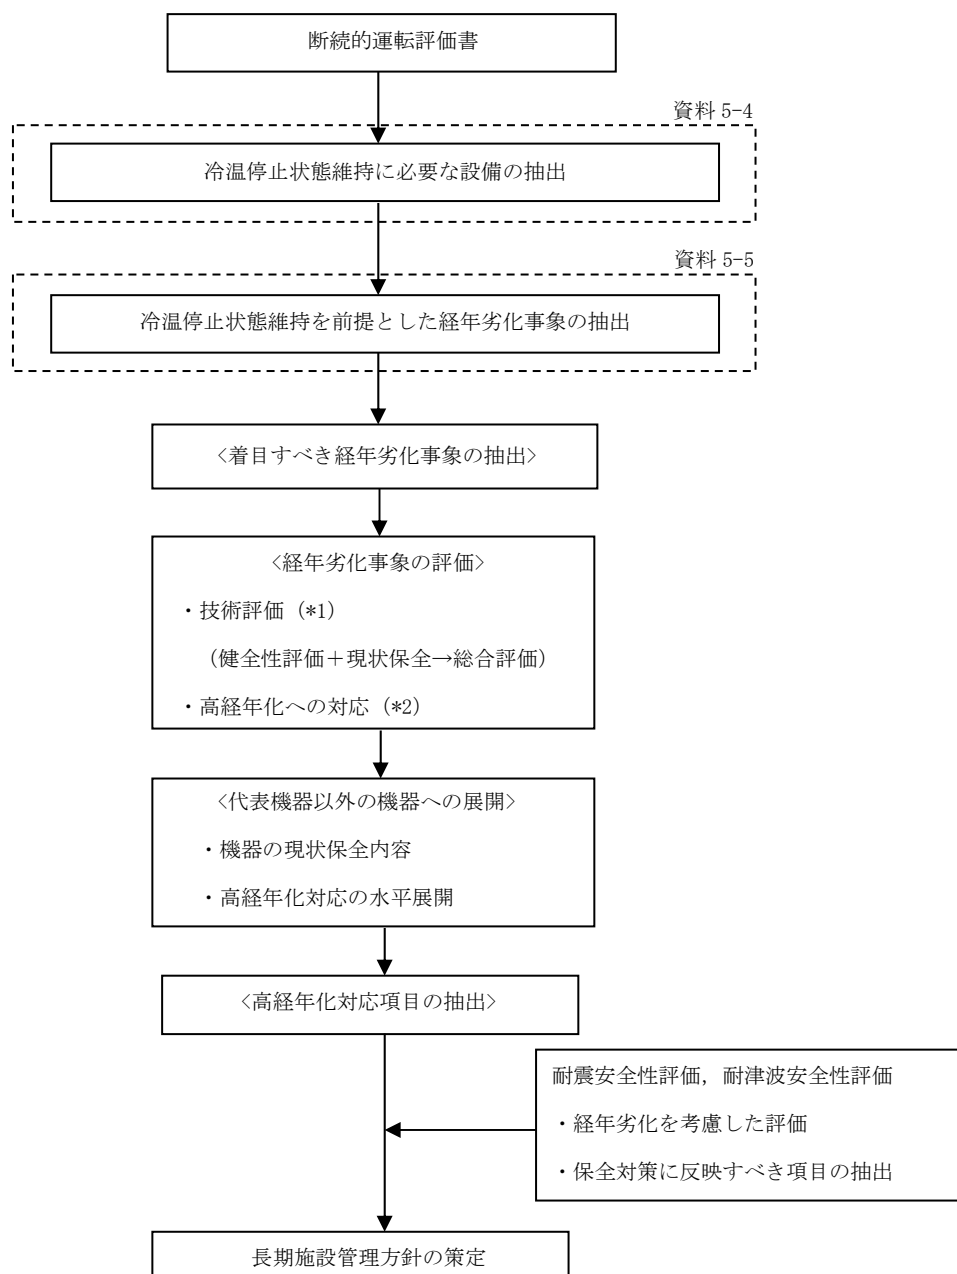 断続的運転評価書
資料 5-4
冷温停止状態維持に必要な設備の抽出
資料 5-5
冷温停止状態維持を前提とした経年劣化事象の抽出
<着目すべき経年劣化事象の抽出>
<経年劣化事象の評価>
・技術評価（*1）
（健全性評価＋現状保全→総合評価）
・高経年化への対応（*2）
<代表機器以外の機器への展開>
・機器の現状保全内容
・高経年化対応の水平展開
<高経年化対応項目の抽出>
耐震安全性評価，耐津波安全性評価
・経年劣化を考慮した評価
・保全対策に反映すべき項目の抽出
長期施設管理方針の策定